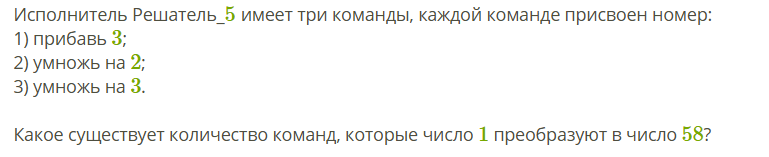 Исполнитель Решатель_5 имеет три команды, каждой команде присвоен номер:
1) прибавь 3;
2) умножь на 2;
3) умножь на 3.
Какое существует количество команд, которые число 1 преобразуют в число 58?